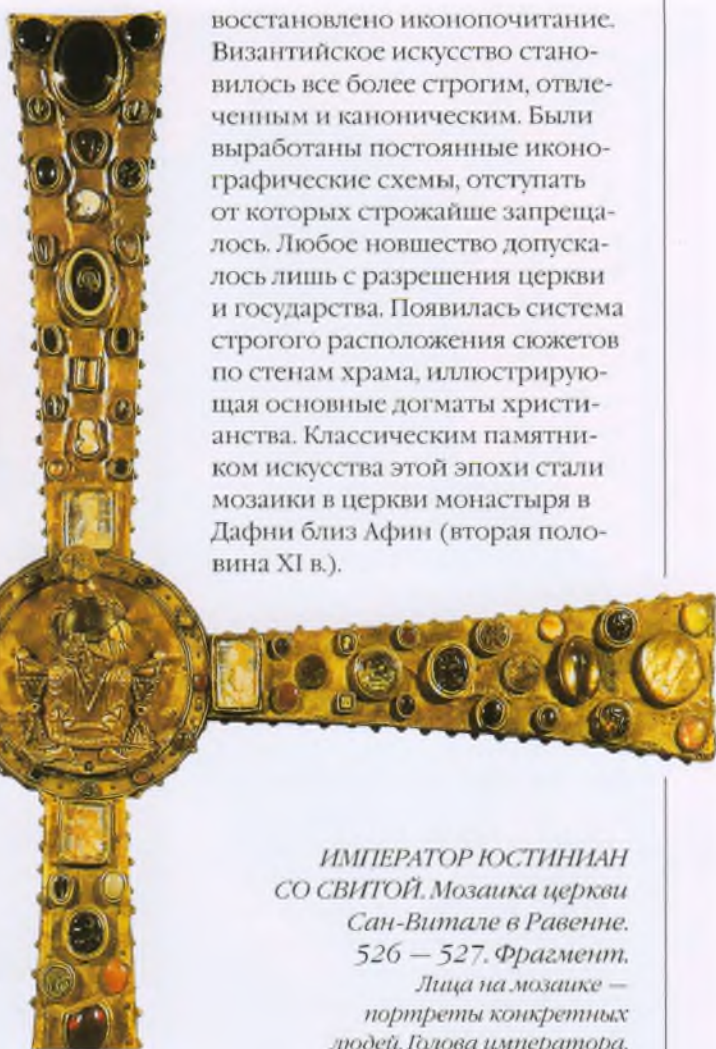 восстановлено иконопочитание.
Византийское искусство стано-
вилось все более строгим, отвле-
ченным и каноническим. Были
выработаны постоянные иконо-
графические схемы, отступать
от которых строжайше запреща-
лось. Любое новшество допуска-
лось лишь с разрешения церкви
и государства. Появилась система
строгого расположения сюжетов
по стенам храма, иллюстрирую-
щая основные догматы христи-
анства. Классическим памятни-
ком искусства этой эпохи стали
мозаики в церкви монастыря в
Дафни близ Афин (вторая поло-
вина XI в.).
ИМПЕРАТОР ЮСТИНИАН
СО СВИТОЙ. Мозаика церкви
Сан-Витале в Равенне.
526 — 527. Фрагмент.
Лица на мозаике —
портреты конкретных
людей. Голова императора,